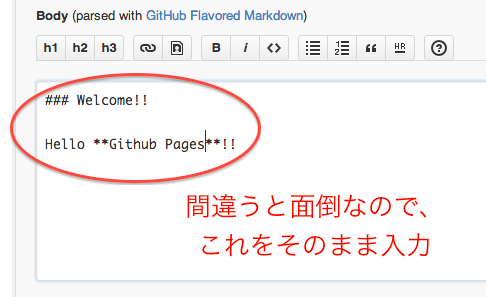 Body (parsed with GitHub Flavored Markdown)
h1 h2 h3 B i <> “ HR ?
### Welcome!!
Hello **Github Pages**!!
間違うと面倒なので、
これをそのまま入力